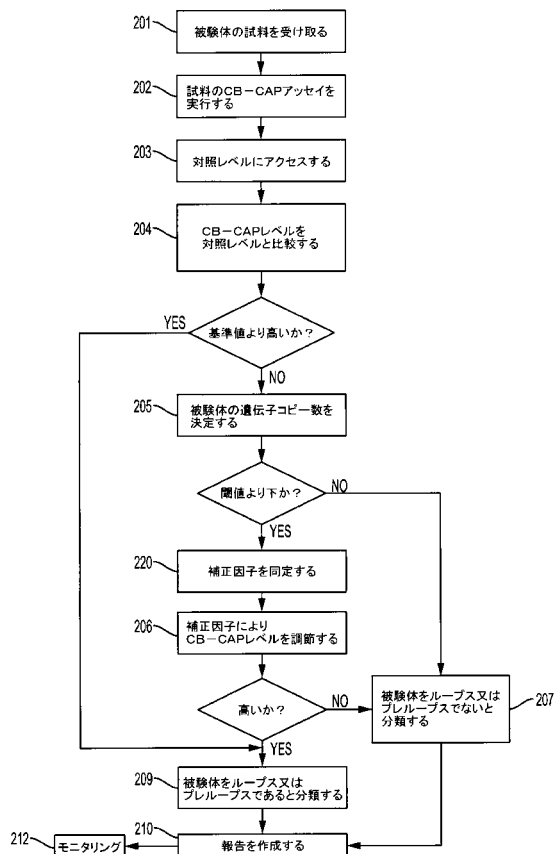 201
被験体の試料を受け取る
202
試料のCB－CAPアッセイを
実行する
203
対照レベルにアクセスする
204
CB－CAPレベルを
対照レベルと比較する
YES
基準値より高いか？
NO
205
被験体の遺伝子コピー数を
決定する
閾値より下か？
NO
YES
220
補正因子を同定する
206
補正因子により
CB－CAPレベルを調節する
高いか？
NO
被験体をループス又は
プレループスでないと
分類する
207
YES
209
被験体をループス又は
プレループスであると分類する
212
モニタリング
210
報告を作成する